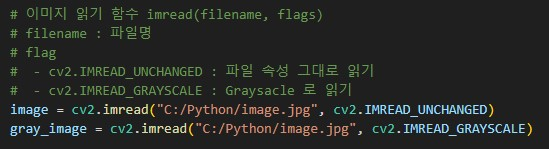 # 이미지 읽기 함수 imread(filename, flags)
# filename : 파일명
# flag
#  - cv2.IMREAD_UNCHANGED : 파일 속성 그대로 읽기
#  - cv2.IMREAD_GRAYSCALE : Graysacle 로 읽기
image = cv2.imread("C:/Python/image.jpg", cv2.IMREAD_UNCHANGED)
gray_image = cv2.imread("C:/Python/image.jpg", cv2.IMREAD_GRAYSCALE)